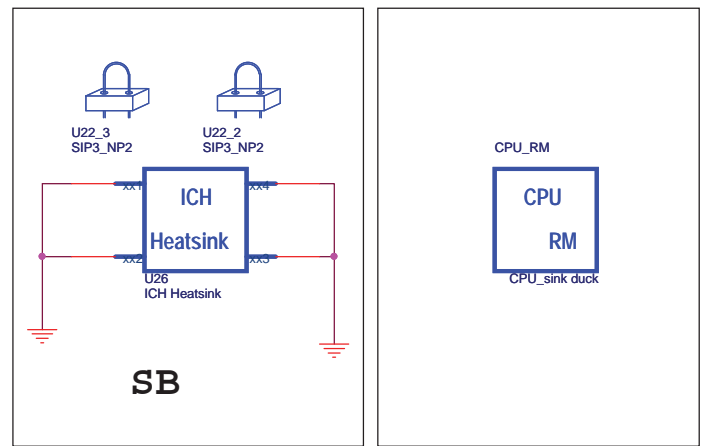 U22_3
SIP3_NP2
U22_2
SIP3_NP2
xx1
ICH
xx4
xx2
Heatsink
xx3
U26
ICH Heatsink
SB
CPU_RM
CPU
RM
CPU_sink duck